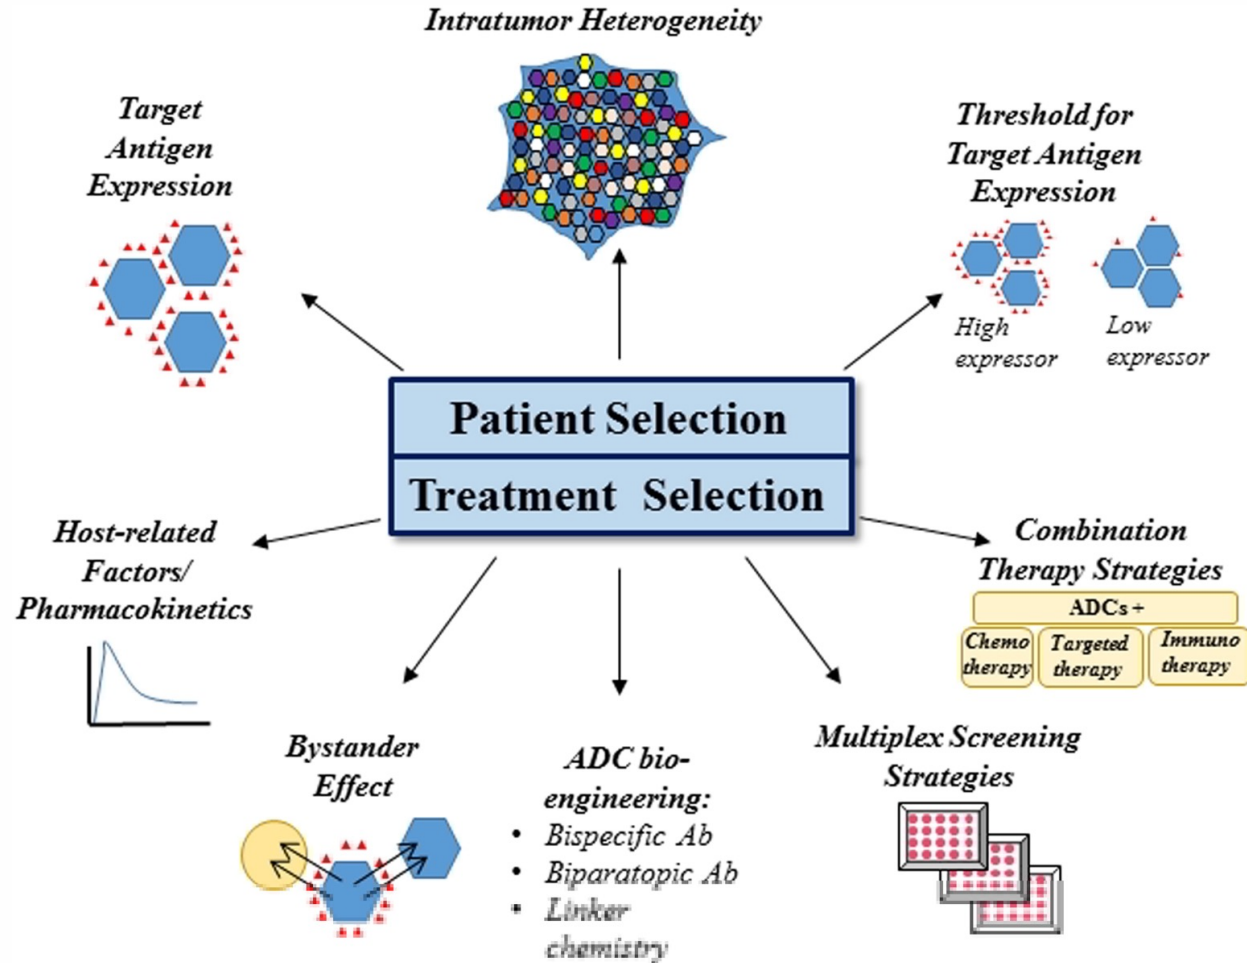 Intratumor Heterogeneity
Target
Antigen
Expression
Threshold for
Target Antigen
Expression
High
expressor
Low
expressor
Patient Selection
Treatment Selection
Host-related
Factors/
Pharmacokinetics
Combination
Therapy Strategies
ADCs +
Chemo
therapy
Targeted
therapy
Immuno
therapy
Bystander
Effect
ADC bio-
engineering:
• Bispecific Ab
• Biparatopic Ab
• Linker
chemistry
Multiplex Screening
Strategies